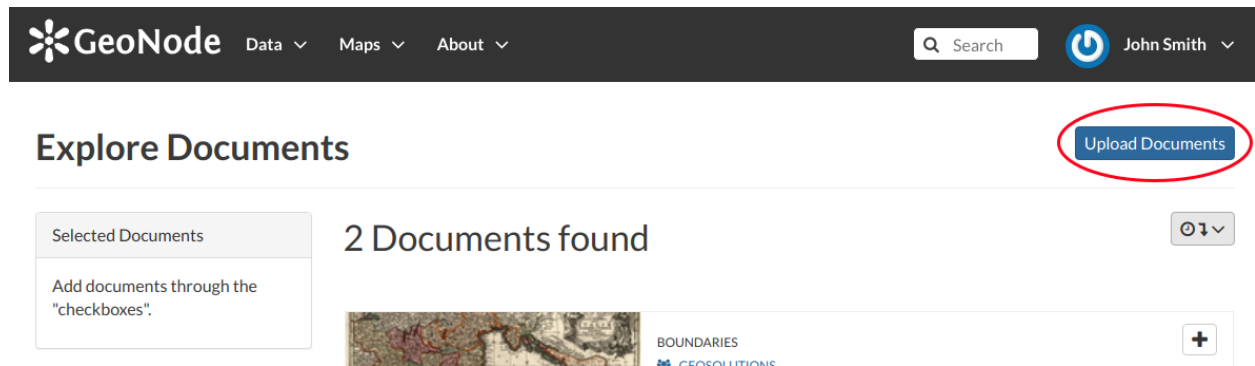 GeoNode Data Maps About Search John Smith
Explore Documents
Upload Documents
Selected Documents
Add documents through the
"checkboxes".
2 Documents found
BOUNDARIES
GEOSOLUTIONS